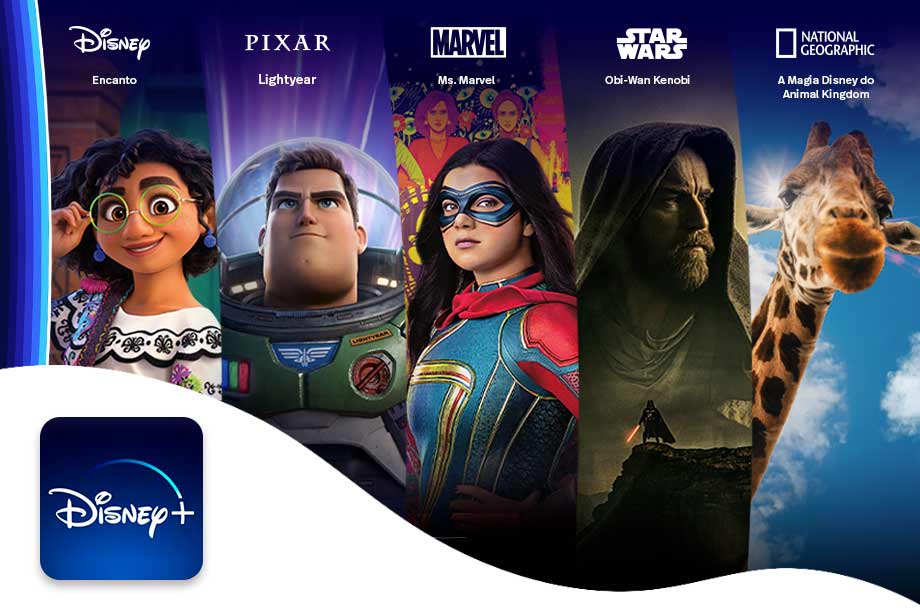 Disney
Encanto
PIXAR
Lightyear
MARVEL
Ms. Marvel
STAR
WARS
Obi-Wan Kenobi
NATIONAL
GEOGRAPHIC
A Magia Disney do
Animal Kingdom
LIGHTYEAR
Disney+